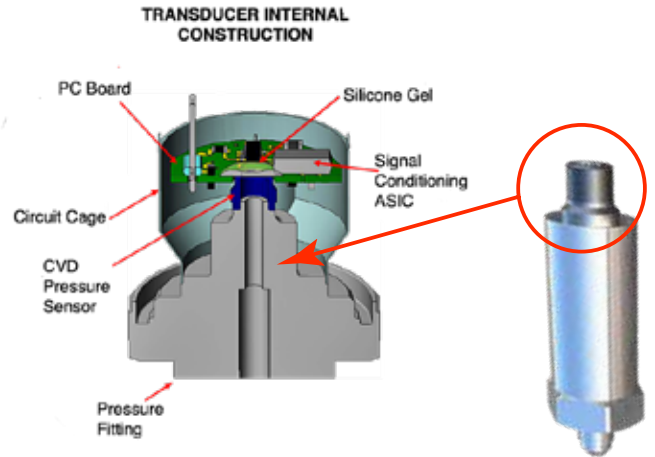 TRANSDUCER INTERNAL
CONSTRUCTION
PC Board
Silicone Gel
Signal
Conditioning
ASIC
Circuit Cage
CVD
Pressure
Sensor
Pressure
Fitting